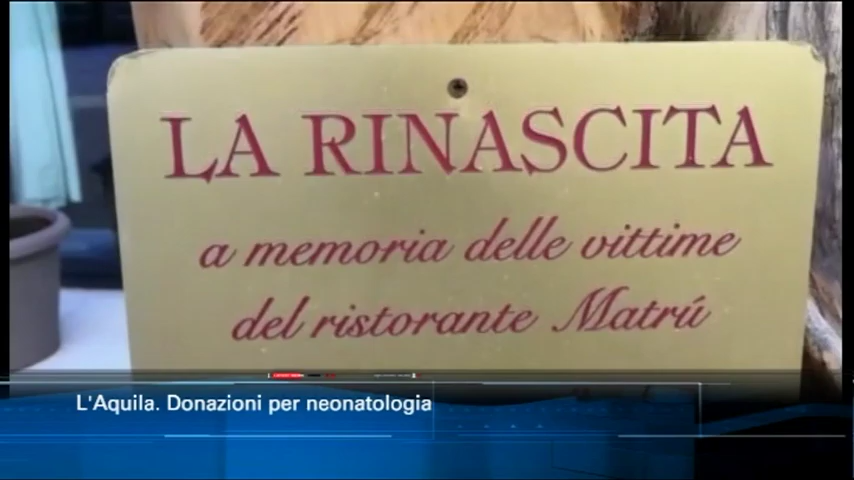 LA RINASCITA
a memoria delle vittime
del ristorante Matrú
L'Aquila. Donazioni per neonatologia